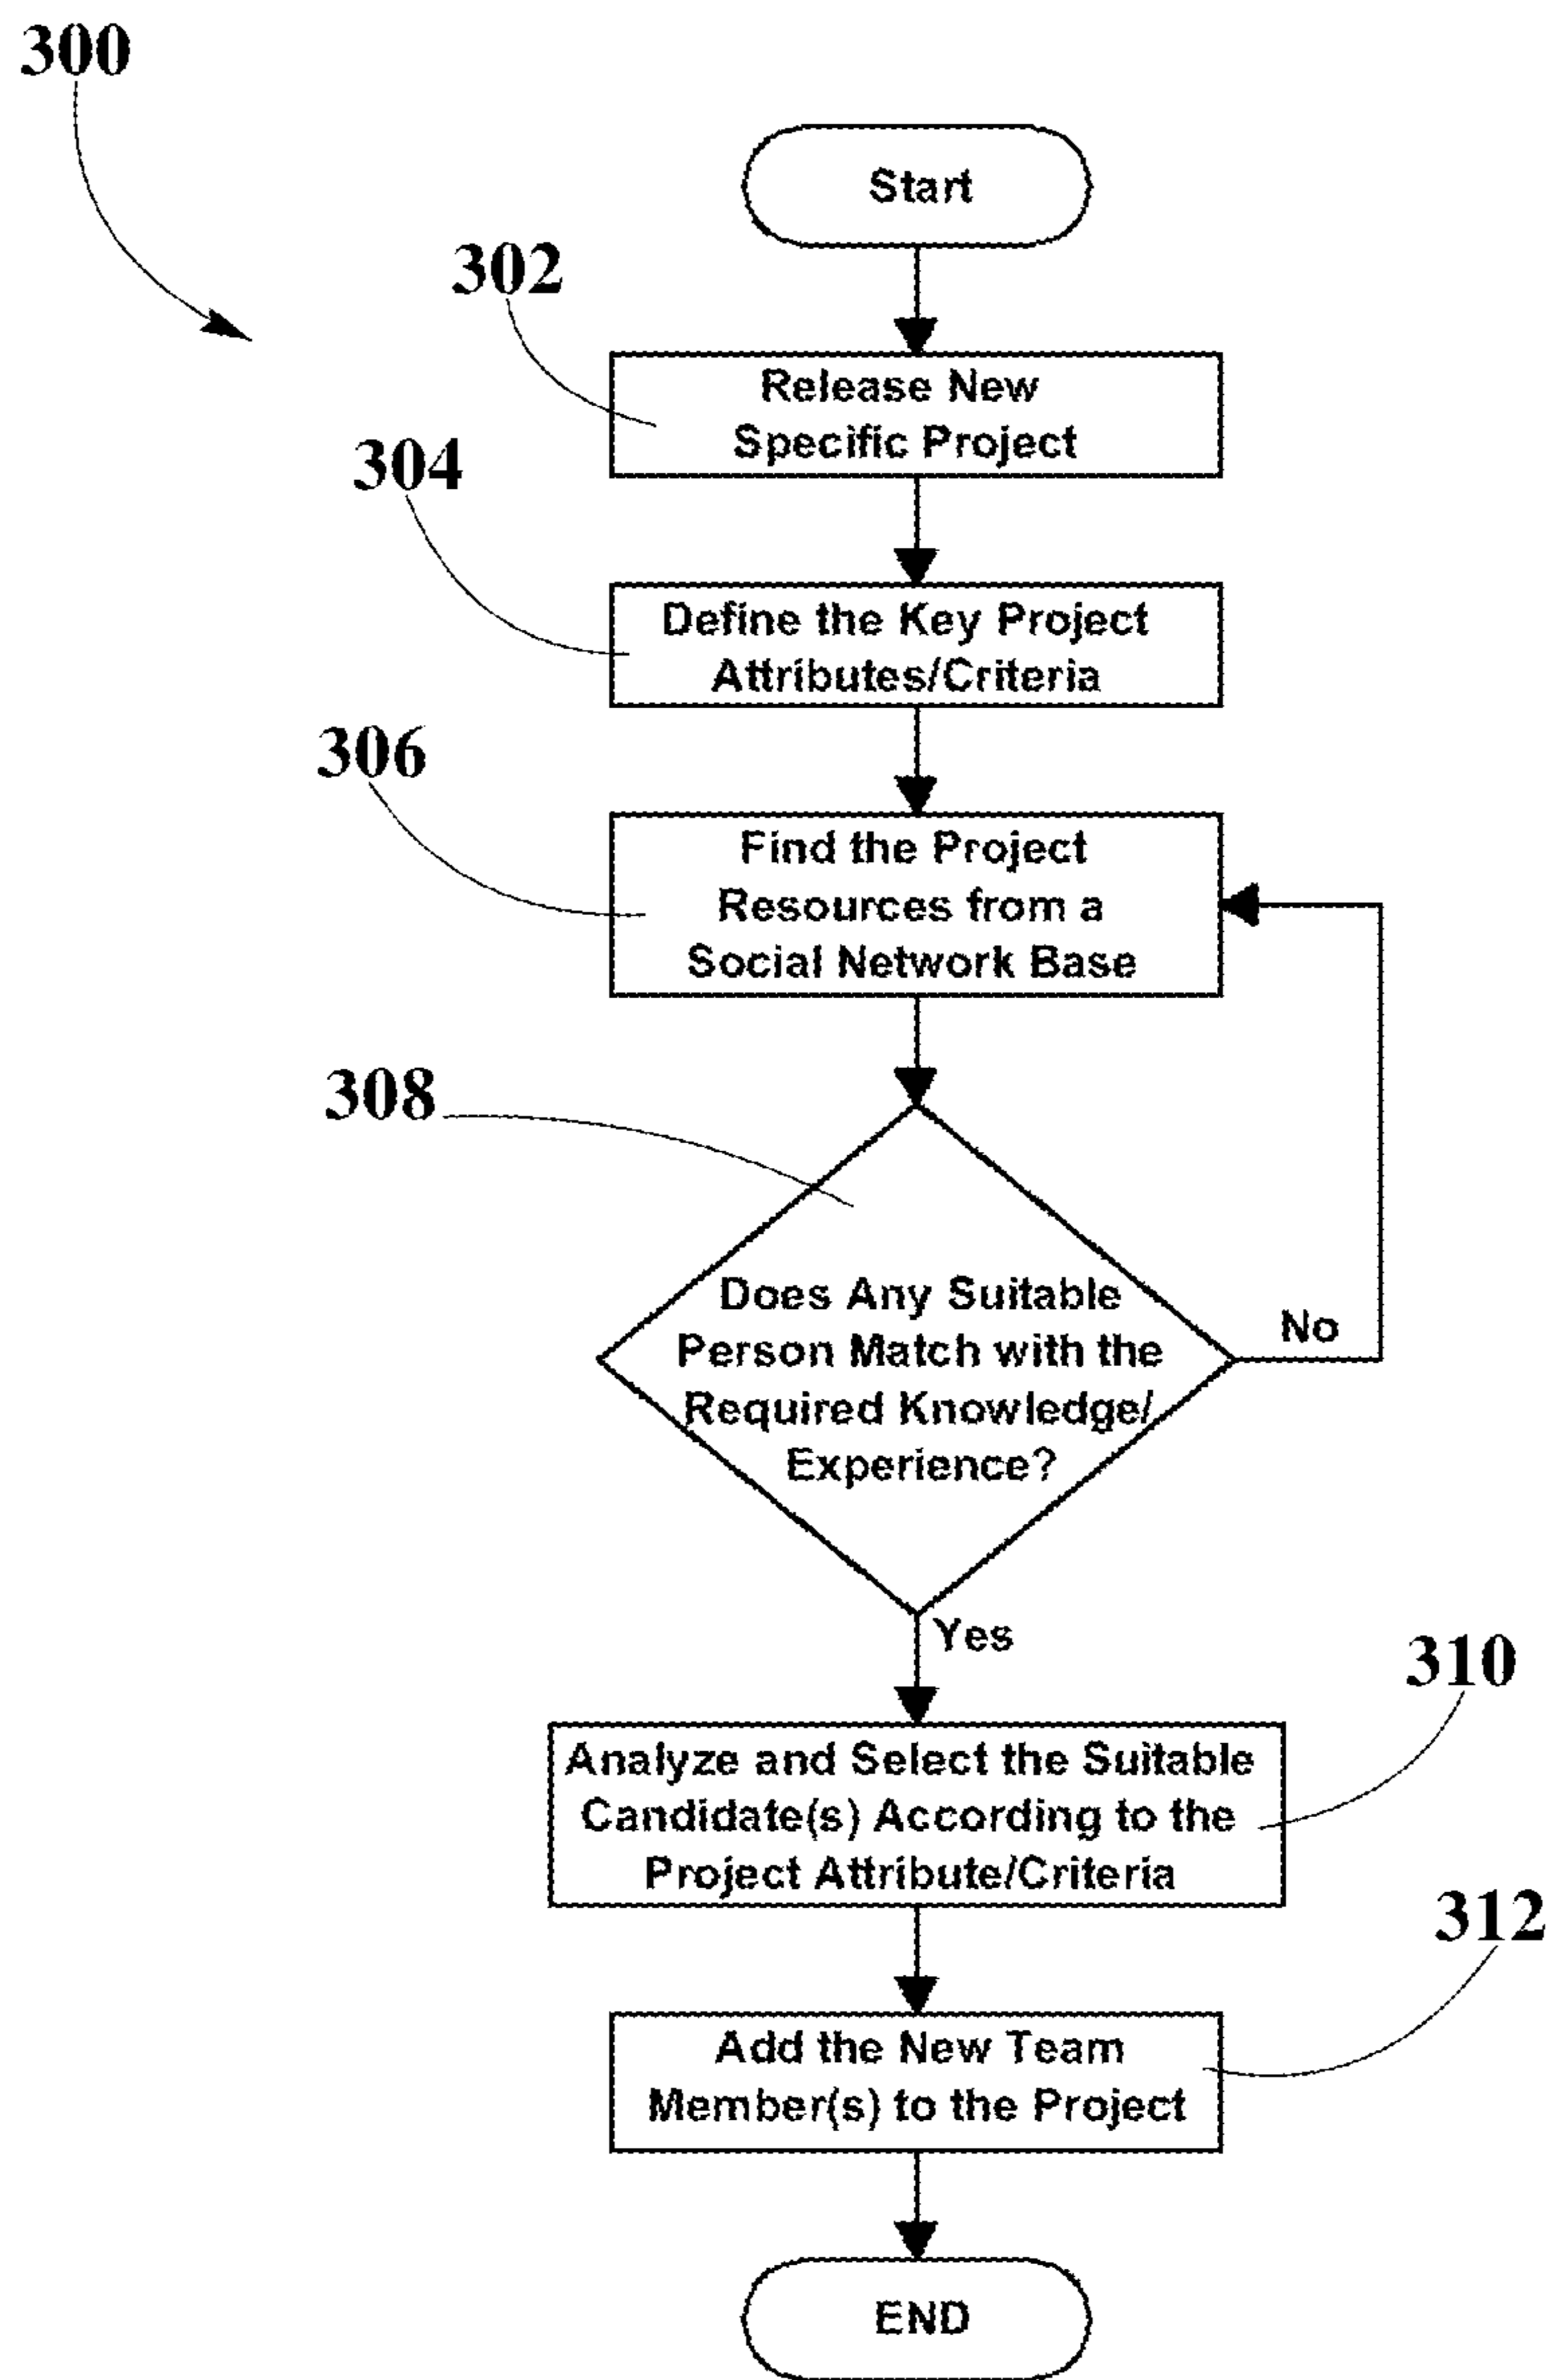 300
Start
302
Release New
Specific Project
304
Define the Key Project
Attributes/Criteria
306
Find the Project
Resources from a
Social Network Base
308
Does Any Suitable
Person Match with the
Required Knowledge/
Experience?
No
Yes
310
Analyze and Select the Suitable
Candidate(s) According to the
Project Attribute/Criteria
312
Add the New Team
Member(s) to the Project
END